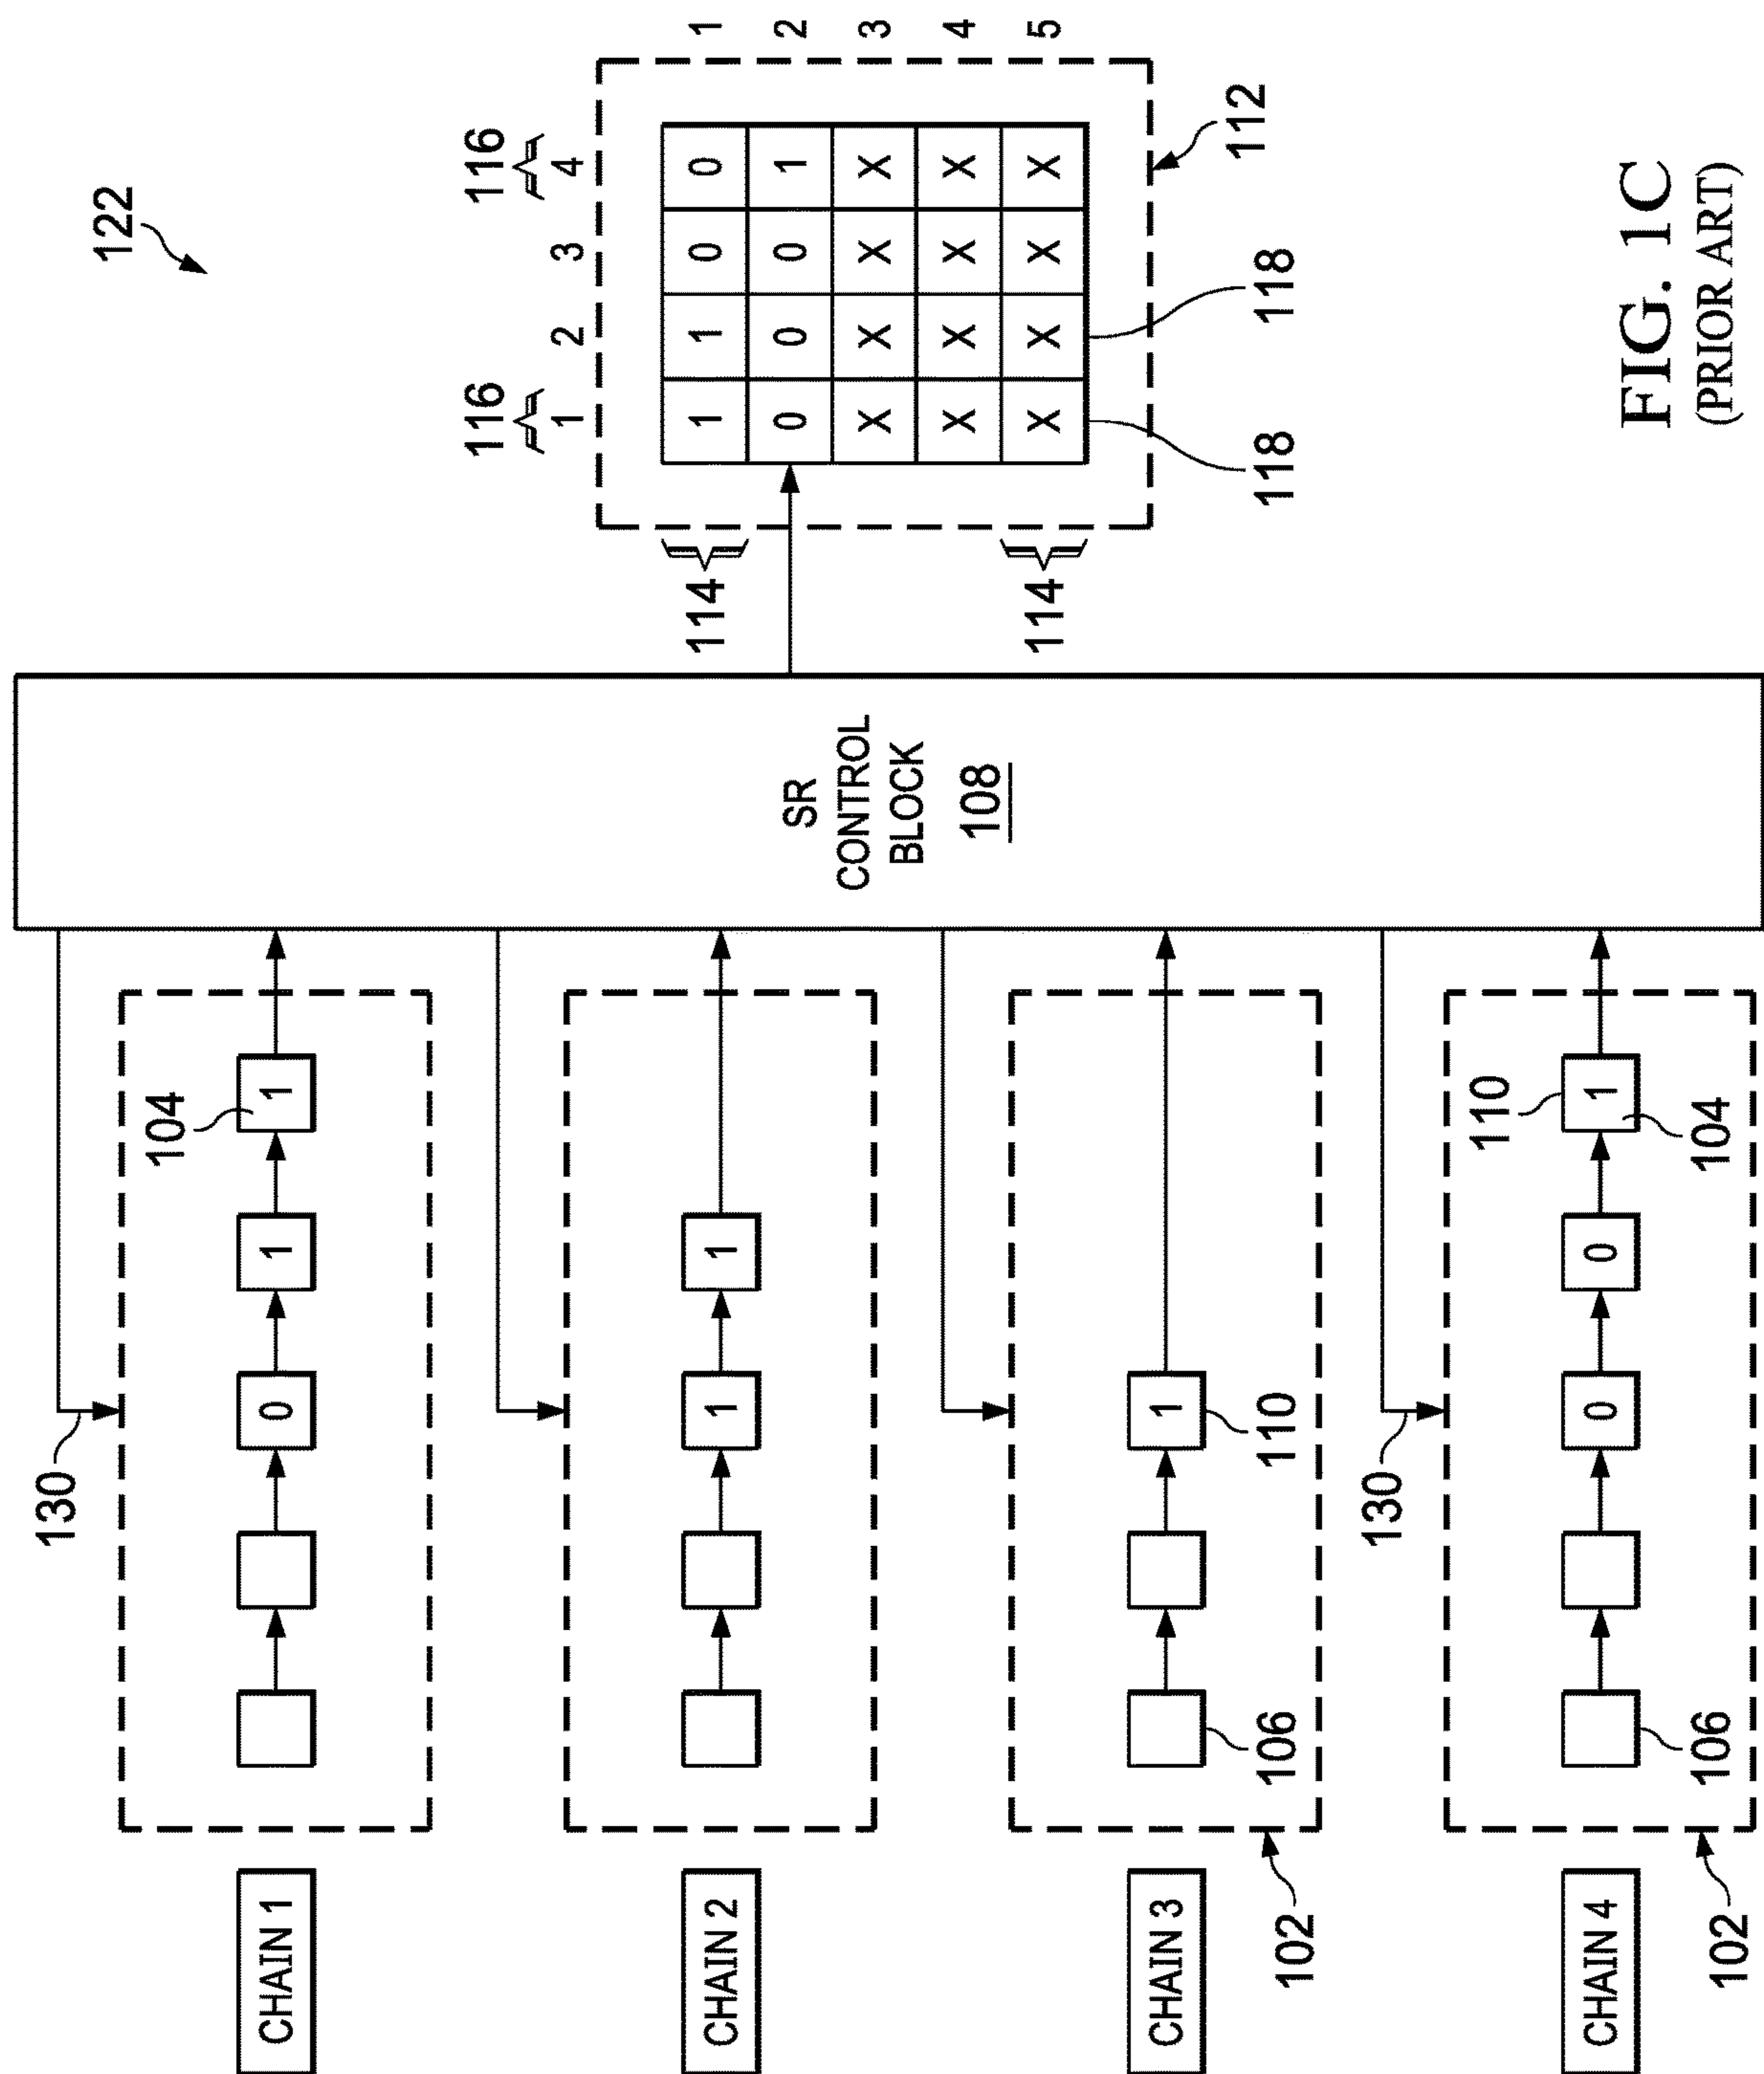 130
122
104
CHAIN 1 0 1 1
116 116
1 2 3 4
114 1 1 0 0 1
CHAIN 2 1 1
0 0 0 1 2
SR
CONTROL
BLOCK
108
X X X X 3
X X X X 4
114 X X X X 5
CHAIN 3 1
112
106 110 118 118
102
130
110
CHAIN 4 0 0 1
106 104
102
FIG. 1C
(PRIOR ART)